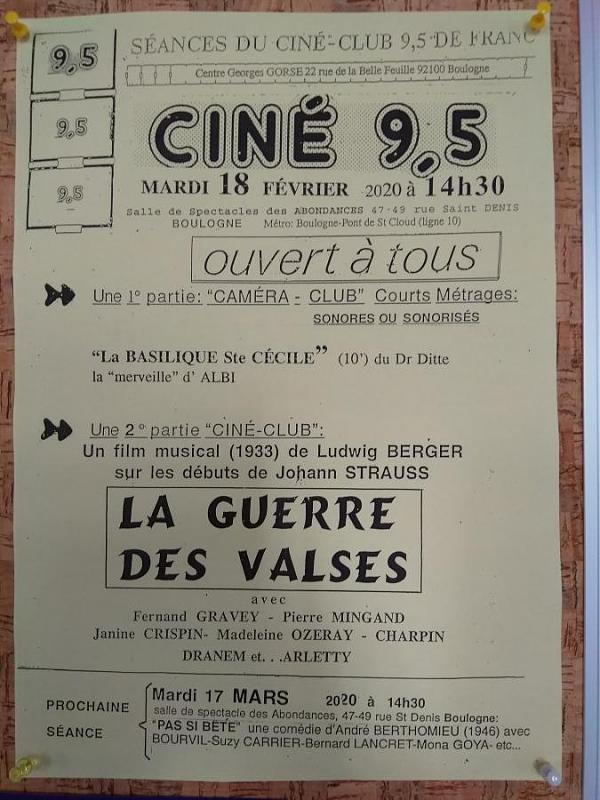 9,5
9,5
9,5
SÉANCES DU CINÉ-CLUB 9,5 DE FRANC
Centre Georges GORSE 22 rue de la Belle Feuille 92100 Boulogne
CINÉ 9,5
MARDI 18 FÉVRIER 2020 à 14h30
Salle de Spectacles des ABONDANCES 47-49 rue Saint DENIS
BOULOGNE Métro: Boulogne-Pont de St Cloud (ligne 10)
ouvert à tous
Une 1° partie: "CAMÉRA - CLUB" Courts Métrages:
SONORES OU SONORISÉS
"La BASILIQUE Ste CÉCILE" (10') du Dr Ditte
la "merveille" d' ALBI
Une 2° partie "CINÉ-CLUB":
Un film musical (1933) de Ludwig BERGER
sur les débuts de Johann STRAUSS
LA GUERRE
DES VALSES
avec
Fernand GRAVEY - Pierre MINGAND
Janine CRISPIN- Madeleine OZERAY - CHARPIN
DRANEM et. . .ARLETTY
PROCHAINE
SÉANCE
Mardi 17 MARS 2020 à 14h30
salle de spectacle des Abondances, 47-49 rue St Denis Boulogne:
"PAS SI BÊTE" une comédie d'André BERTHOMIEU (1946) avec
BOURVIL-Suzy CARRIER-Bernard LANCRET-Mona GOYA- etc...